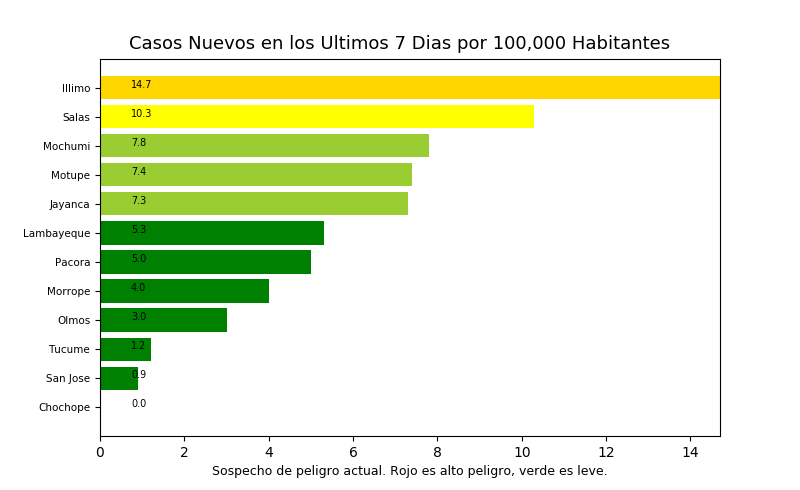 Casos Nuevos en los Ultimos 7 Dias por 100,000 Habitantes
Illimo 14.7
Salas 10.3
Mochumi 7.8
Motupe 7.4
Jayanca 7.3
Lambayeque 5.3
Pacora 5.0
Morrope 4.0
Olmos 3.0
Tucume 1.2
San Jose 0.9
Chochope 0.0
0 2 4 6 8 10 12 14
Sospecho de peligro actual. Rojo es alto peligro, verde es leve.